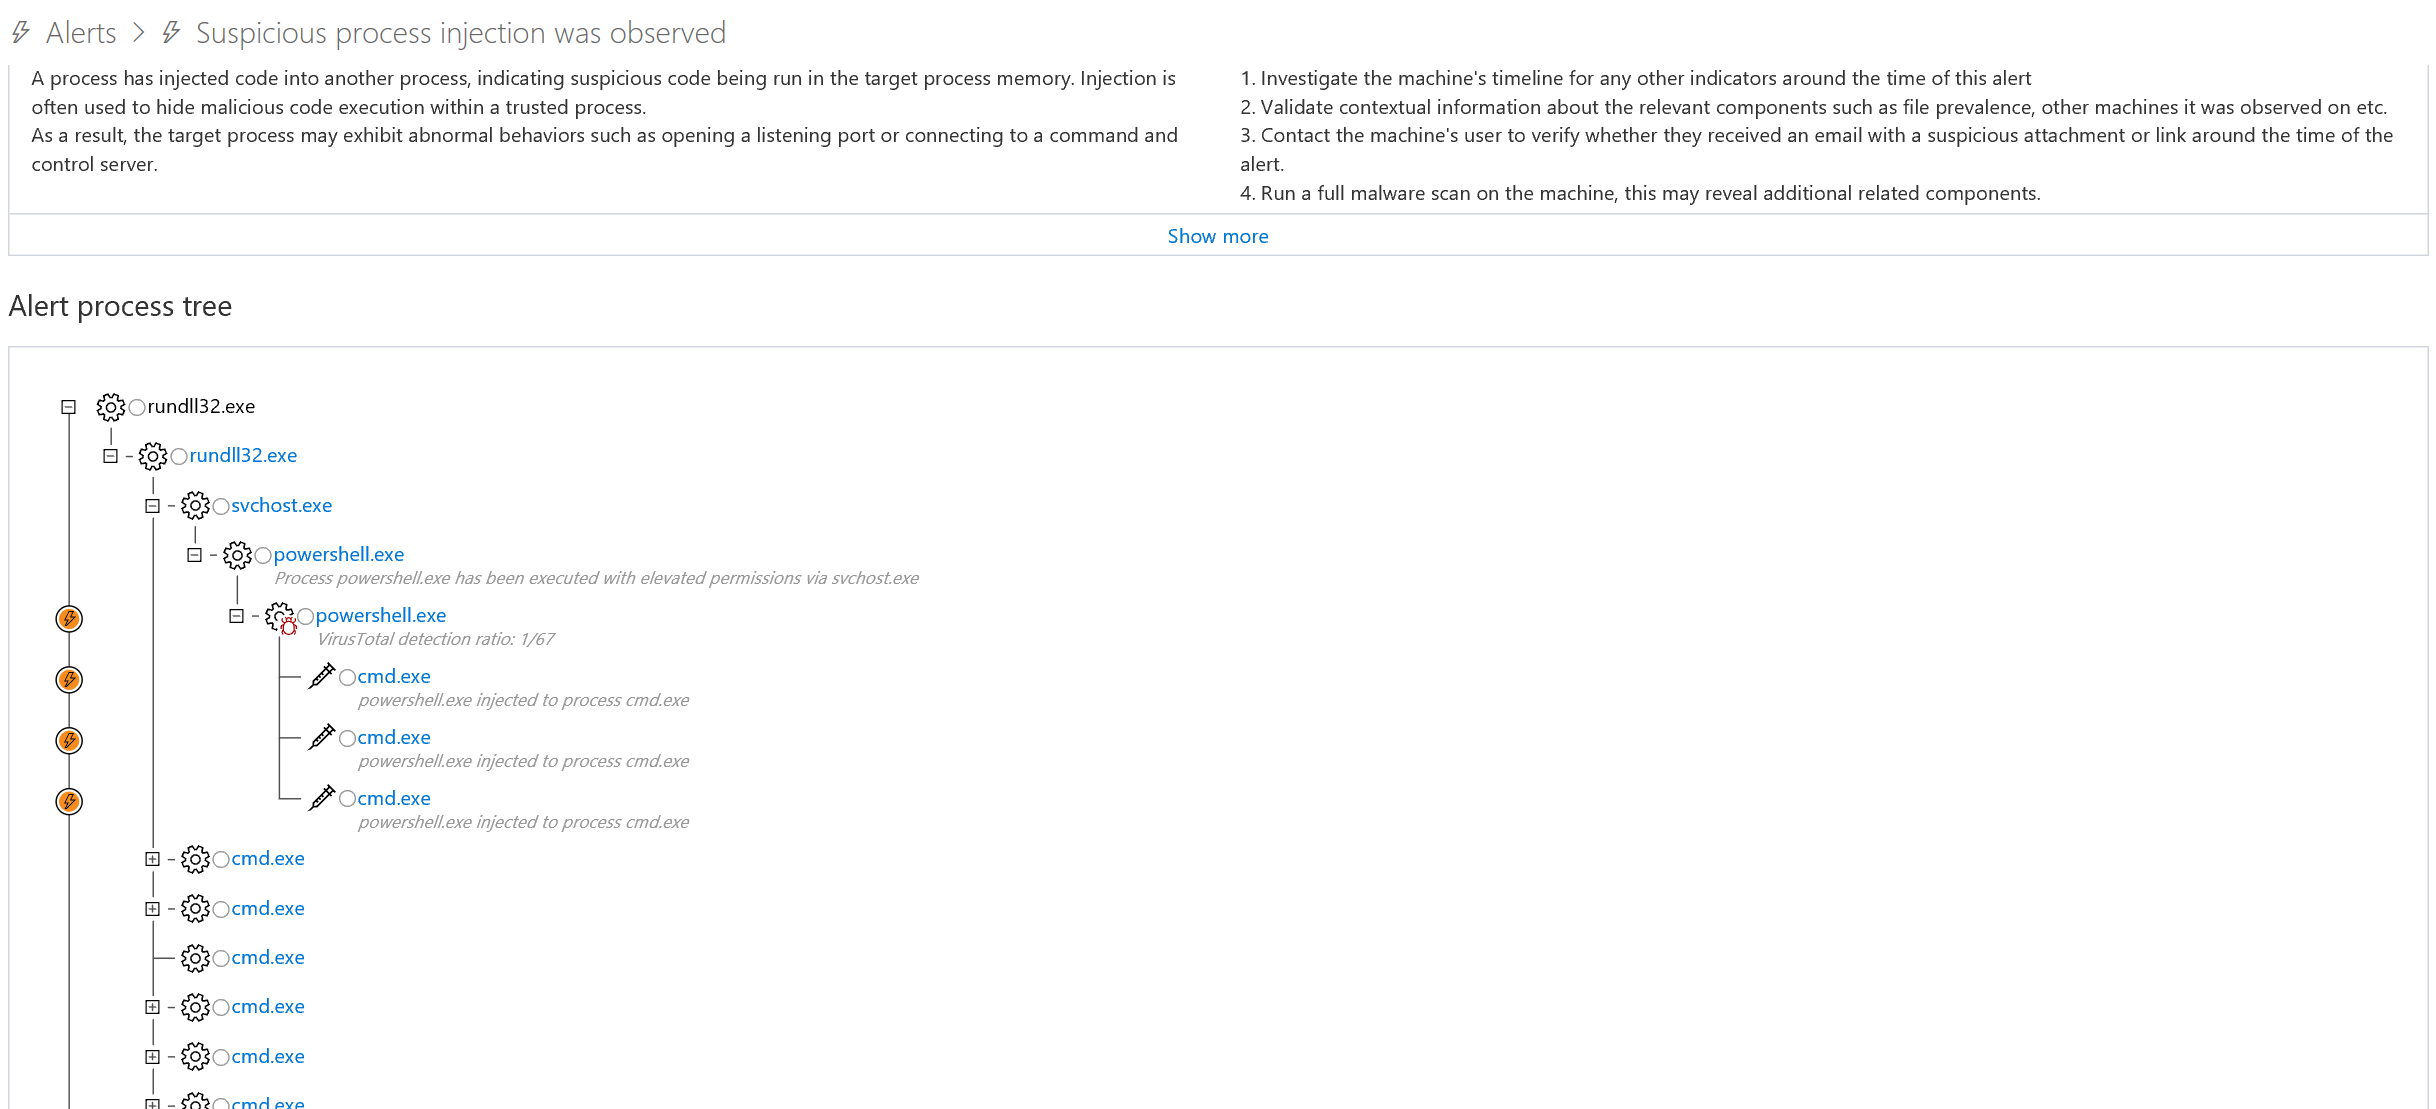 Alerts > Suspicious process injection was observed
A process has injected code into another process, indicating suspicious code being run in the target process memory. Injection is
often used to hide malicious code execution within a trusted process.
As a result, the target process may exhibit abnormal behaviors such as opening a listening port or connecting to a command and
control server.
1. Investigate the machine's timeline for any other indicators around the time of this alert
2. Validate contextual information about the relevant components such as file prevalence, other machines it was observed on etc.
3. Contact the machine's user to verify whether they received an email with a suspicious attachment or link around the time of the
alert.
4. Run a full malware scan on the machine, this may reveal additional related components.
Show more
Alert process tree
rundll32.exe
rundll32.exe
svchost.exe
powershell.exe
Process powershell.exe has been executed with elevated permissions via svchost.exe
powershell.exe
VirusTotal detection ratio: 1/67
cmd.exe
powershell.exe injected to process cmd.exe
cmd.exe
powershell.exe injected to process cmd.exe
cmd.exe
powershell.exe injected to process cmd.exe
cmd.exe
cmd.exe
cmd.exe
cmd.exe
cmd.exe
cmd.exe